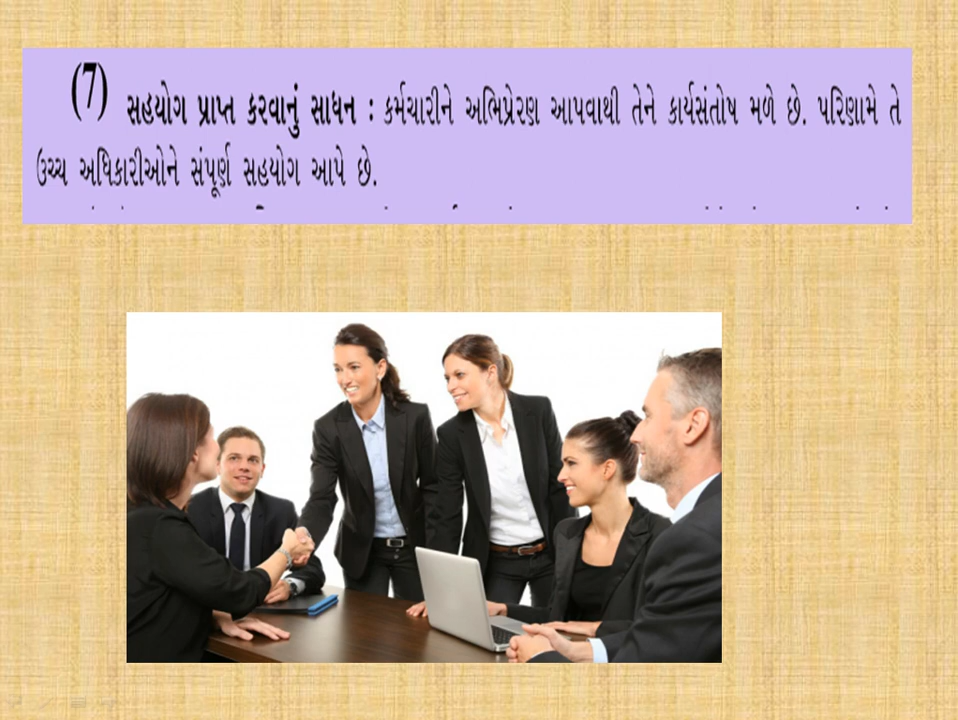 (7) સહયોગ પ્રાપ્ત કરવાનું સાધન : કર્મચારીને અભિપ્રેરણ આપવાથી તેને કાર્યસંતોષ મળે છે. પરિણામે તે
ઉચ્ચ અધિકારીઓને સંપૂર્ણ સહયોગ આપે છે.